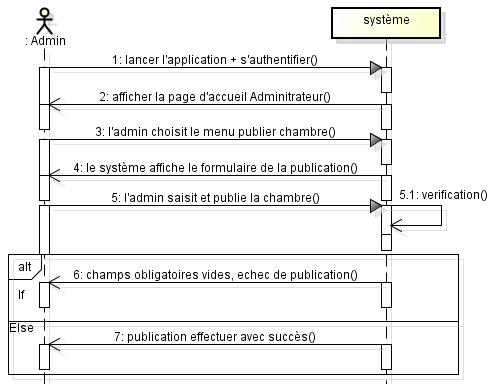 système
: Admin
1: lancer l'application + s'authentifier()
2: afficher la page d'accueil Adminitrateur()
3: l'admin choisit le menu publier chambre()
4: le système affiche le formulaire de la publication()
5: l'admin saisit et publie la chambre()
5.1: verification()
alt
6: champs obligatoires vides, echec de publication()
If
Else
7: publication effectuer avec succès()